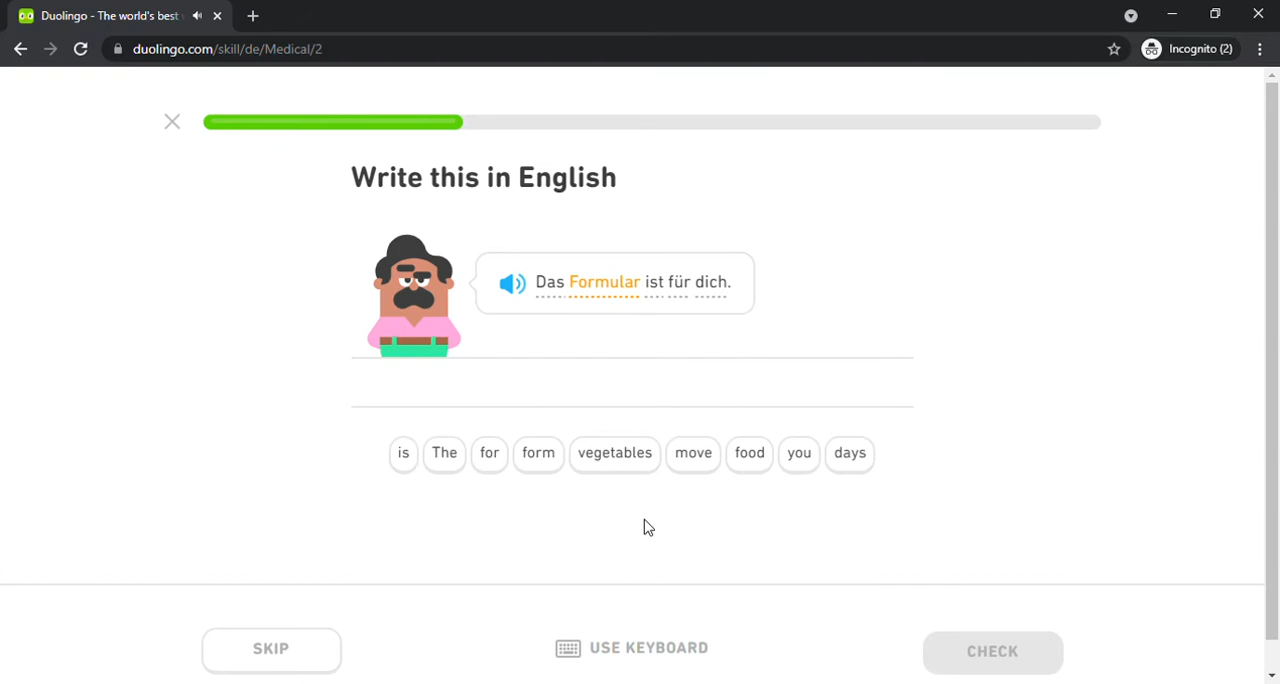 Duolingo - The world's best
duolingo.com/skill/de/Medical/2
Incognito (2)
Write this in English
Das Formular ist für dich.
is The for form vegetables move food you days
SKIP
USE KEYBOARD
CHECK